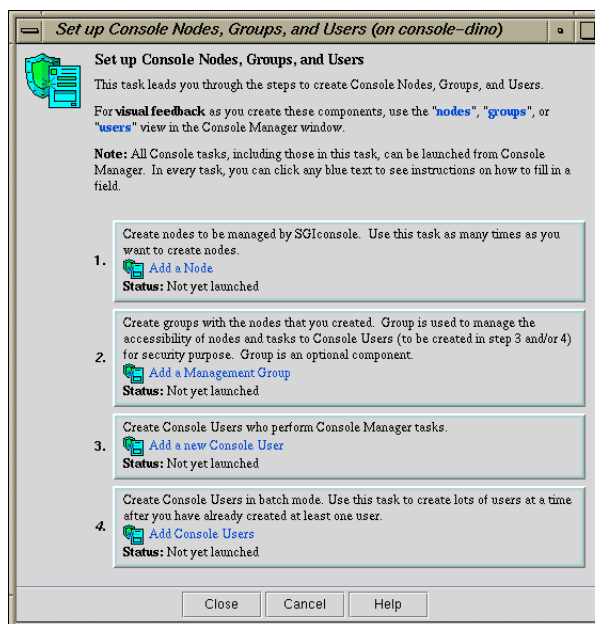 Set up Console Nodes, Groups, and Users (on console-dino)
Set up Console Nodes, Groups, and Users
This task leads you through the steps to create Console Nodes, Groups, and Users.
For visual feedback as you create these components, use the "nodes", "groups", or
"users" view in the Console Manager window.
Note: All Console tasks, including those in this task, can be launched from Console
Manager. In every task, you can click any blue text to see instructions on how to fill in a
field.
1.
Create nodes to be managed by SGIconsole. Use this task as many times as you
want to create nodes.
Add a Node
Status: Not yet launched
2.
Create groups with the nodes that you created. Group is used to manage the
accessibility of nodes and tasks to Console Users (to be created in step 3 and/or 4)
for security purpose. Group is an optional component.
Add a Management Group
Status: Not yet launched
3.
Create Console Users who perform Console Manager tasks.
Add a new Console User
Status: Not yet launched
4.
Create Console Users in batch mode. Use this task to create lots of users at a time
after you have already created at least one user.
Add Console Users
Status: Not yet launched
Close Cancel Help